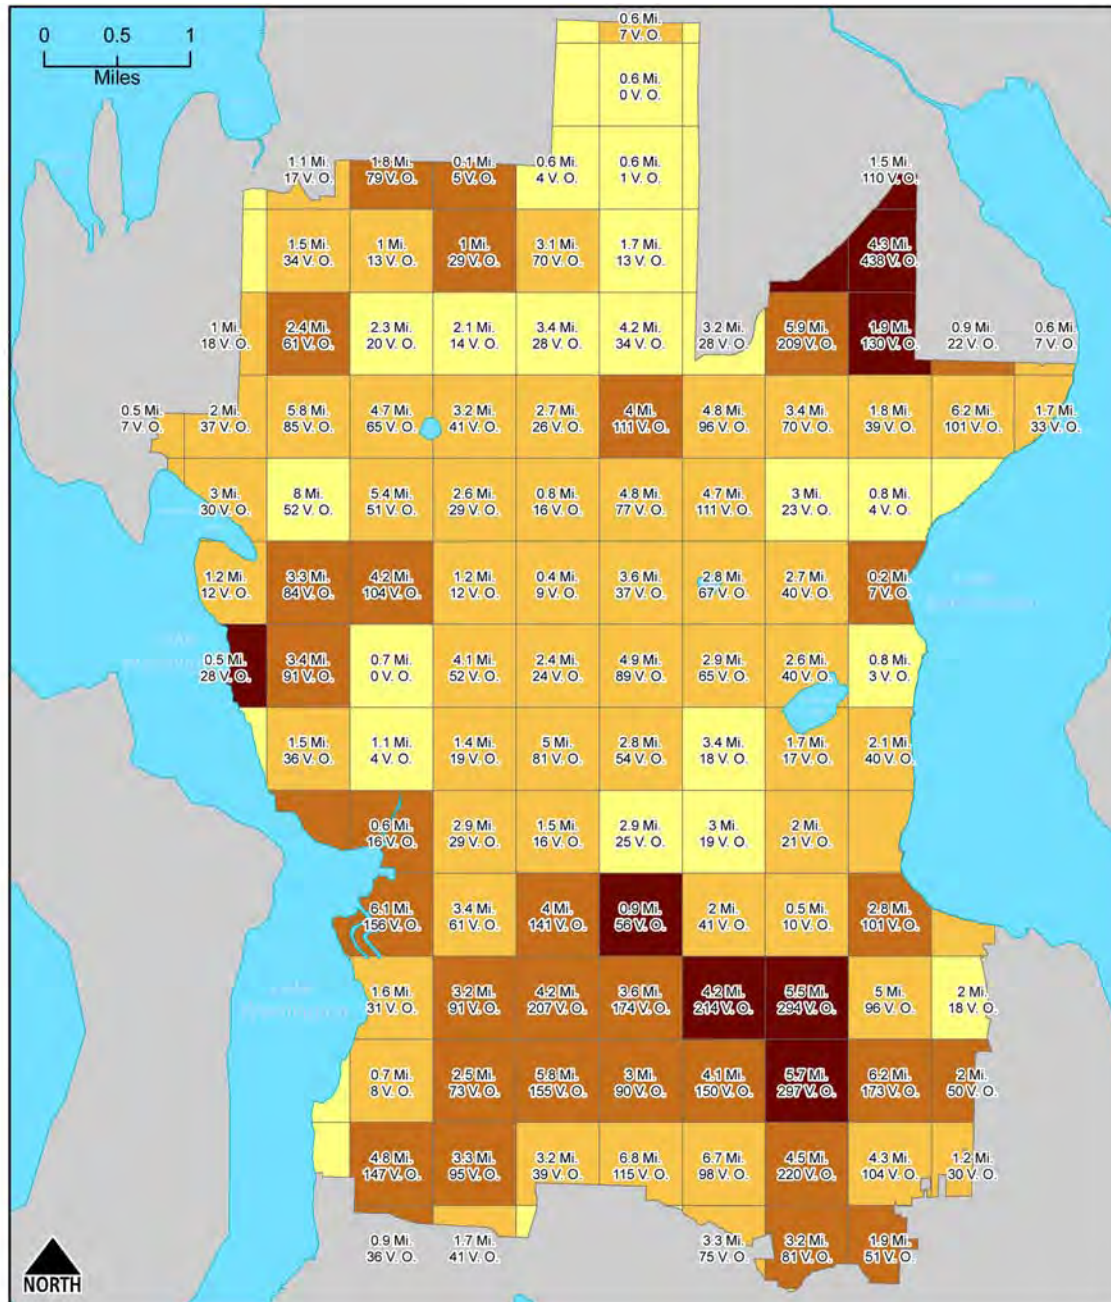 0 0.5 1
Miles
0.6 Mi.
7 V. O.
0.6 Mi.
0 V. O.
1.1 Mi. 1.8 Mi. 0.1 Mi. 0.6 Mi. 0.6 Mi. 1.5 Mi.
17 V. O. 79 V. O. 5 V. O. 4 V. O. 1 V. O. 110 V. O.
1.5 Mi. 1 Mi. 1 Mi. 3.1 Mi. 1.7 Mi. 4.3 Mi.
34 V. O. 13 V. O. 29 V. O. 70 V. O. 13 V. O. 438 V. O.
1 Mi. 2.4 Mi. 2.3 Mi. 2.1 Mi. 3.4 Mi. 4.2 Mi. 3.2 Mi. 5.9 Mi. 1.9 Mi. 0.9 Mi. 0.6 Mi.
18 V. O. 61 V. O. 20 V. O. 14 V. O. 28 V. O. 34 V. O. 28 V. O. 209 V. O. 130 V. O. 22 V. O. 7 V. O.
0.5 Mi. 2 Mi. 5.8 Mi. 4.7 Mi. 3.2 Mi. 2.7 Mi. 4 Mi. 4.8 Mi. 3.4 Mi. 1.8 Mi. 6.2 Mi. 1.7 Mi.
7 V. O. 37 V. O. 85 V. O. 65 V. O. 41 V. O. 26 V. O. 111 V. O. 96 V. O. 70 V. O. 39 V. O. 101 V. O. 33 V. O.
3 Mi. 8 Mi. 5.4 Mi. 2.6 Mi. 0.8 Mi. 4.8 Mi. 4.7 Mi. 3 Mi. 0.8 Mi.
30 V. O. 52 V. O. 51 V. O. 29 V. O. 16 V. O. 77 V. O. 111 V. O. 23 V. O. 4 V. O.
1.2 Mi. 3.3 Mi. 4.2 Mi. 1.2 Mi. 0.4 Mi. 3.6 Mi. 2.8 Mi. 2.7 Mi. 0.2 Mi.
12 V. O. 84 V. O. 104 V. O. 12 V. O. 9 V. O. 37 V. O. 67 V. O. 40 V. O. 7 V. O.
0.5 Mi. 3.4 Mi. 0.7 Mi. 4.1 Mi. 2.4 Mi. 4.9 Mi. 2.9 Mi. 2.6 Mi. 0.8 Mi.
28 V. O. 91 V. O. 0 V. O. 52 V. O. 24 V. O. 89 V. O. 65 V. O. 40 V. O. 3 V. O.
1.5 Mi. 1.1 Mi. 1.4 Mi. 5 Mi. 2.8 Mi. 3.4 Mi. 1.7 Mi. 2.1 Mi.
36 V. O. 4 V. O. 19 V. O. 81 V. O. 54 V. O. 18 V. O. 17 V. O. 40 V. O.
0.6 Mi. 2.9 Mi. 1.5 Mi. 2.9 Mi. 3 Mi. 2 Mi.
16 V. O. 29 V. O. 16 V. O. 25 V. O. 19 V. O. 21 V. O.
6.1 Mi. 3.4 Mi. 4 Mi. 0.9 Mi. 2 Mi. 0.5 Mi. 2.8 Mi.
156 V. O. 61 V. O. 141 V. O. 56 V. O. 41 V. O. 10 V. O. 101 V. O.
1.6 Mi. 3.2 Mi. 4.2 Mi. 3.6 Mi. 4.2 Mi. 5.5 Mi. 5 Mi. 2 Mi.
31 V. O. 91 V. O. 207 V. O. 174 V. O. 214 V. O. 294 V. O. 96 V. O. 18 V. O.
0.7 Mi. 2.5 Mi. 5.8 Mi. 3 Mi. 4.1 Mi. 5.7 Mi. 6.2 Mi. 2 Mi.
8 V. O. 73 V. O. 155 V. O. 90 V. O. 150 V. O. 297 V. O. 173 V. O. 50 V. O.
4.8 Mi. 3.3 Mi. 3.2 Mi. 6.8 Mi. 6.7 Mi. 4.5 Mi. 4.3 Mi. 1.2 Mi.
147 V. O. 95 V. O. 39 V. O. 115 V. O. 98 V. O. 220 V. O. 104 V. O. 30 V. O.
0.9 Mi. 1.7 Mi. 3.3 Mi. 3.2 Mi. 1.9 Mi.
36 V. O. 41 V. O. 75 V. O. 81 V. O. 51 V. O.
NORTH